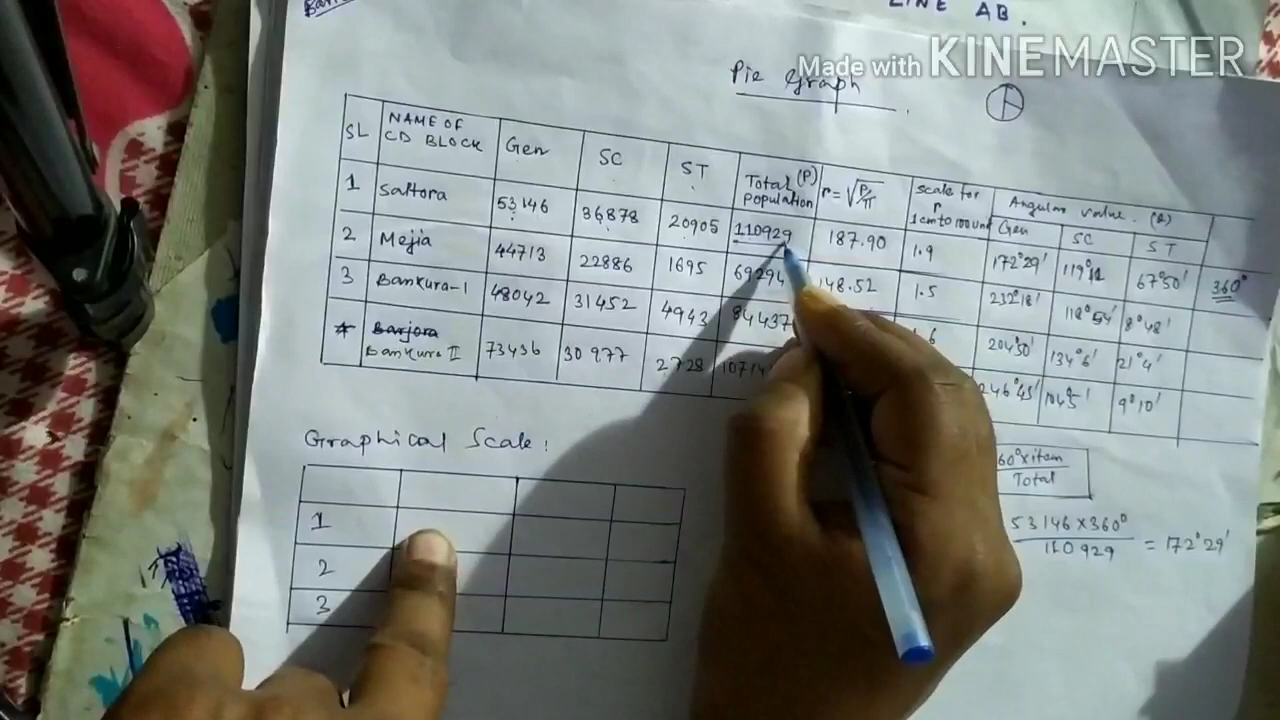 LINE AB.
Made with KINEMASTER
Pie Graph
SL NAME OF CD BLOCK Gen SC ST Total (P) population r = √P/π scale for r 1cm to 100 unit Angular value. (θ)
Gen SC ST
1 Saltora 53146 36878 20905 110929 187.90 1.9 172°29' 119° 67°50' 360°
2 Mejia 44713 22886 1695 69294 148.52 1.5 232°18' 118°54' 8°48'
3 Bankura-1 48042 31452 4943 84437 6 204°50' 134°6' 21°4'
4 Barjora Bankura II 73436 30977 2728 1071 246°45' 104°5' 9°10'
Graphical Scale:
60° x item
Total
1
53146 x 360°
110929 = 172°29'
2
3